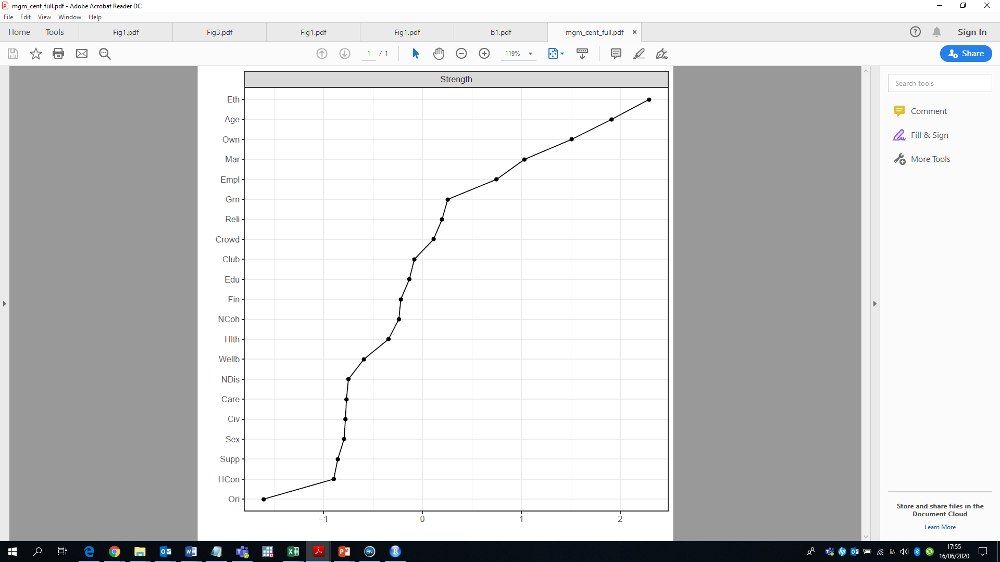 mgm_cent_full.pdf - Adobe Acrobat Reader DC
File Edit View Window Help
Home Tools Fig1.pdf Fig3.pdf Fig1.pdf Fig1.pdf b1.pdf mgm_cent_full.pdf × Sign In
1 / 1 119% Share
Strength
Eth
Age
Own
Mar
Empl
Grn
Reli
Crowd
Club
Edu
Fin
NCoh
Hlth
Wellb
NDis
Care
Civ
Sex
Supp
HCon
Ori
−1 0 1 2
Search tools
Comment
Fill & Sign
More Tools
Store and share files in the
Document Cloud
Learn More
EN
17:55
16/06/2020